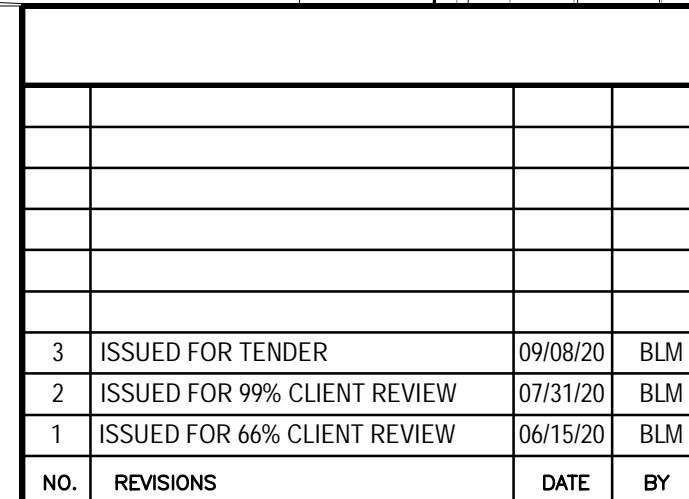 3 ISSUED FOR TENDER 09/08/20 BLM
2 ISSUED FOR 99% CLIENT REVIEW 07/31/20 BLM
1 ISSUED FOR 66% CLIENT REVIEW 06/15/20 BLM
NO. REVISIONS DATE BY